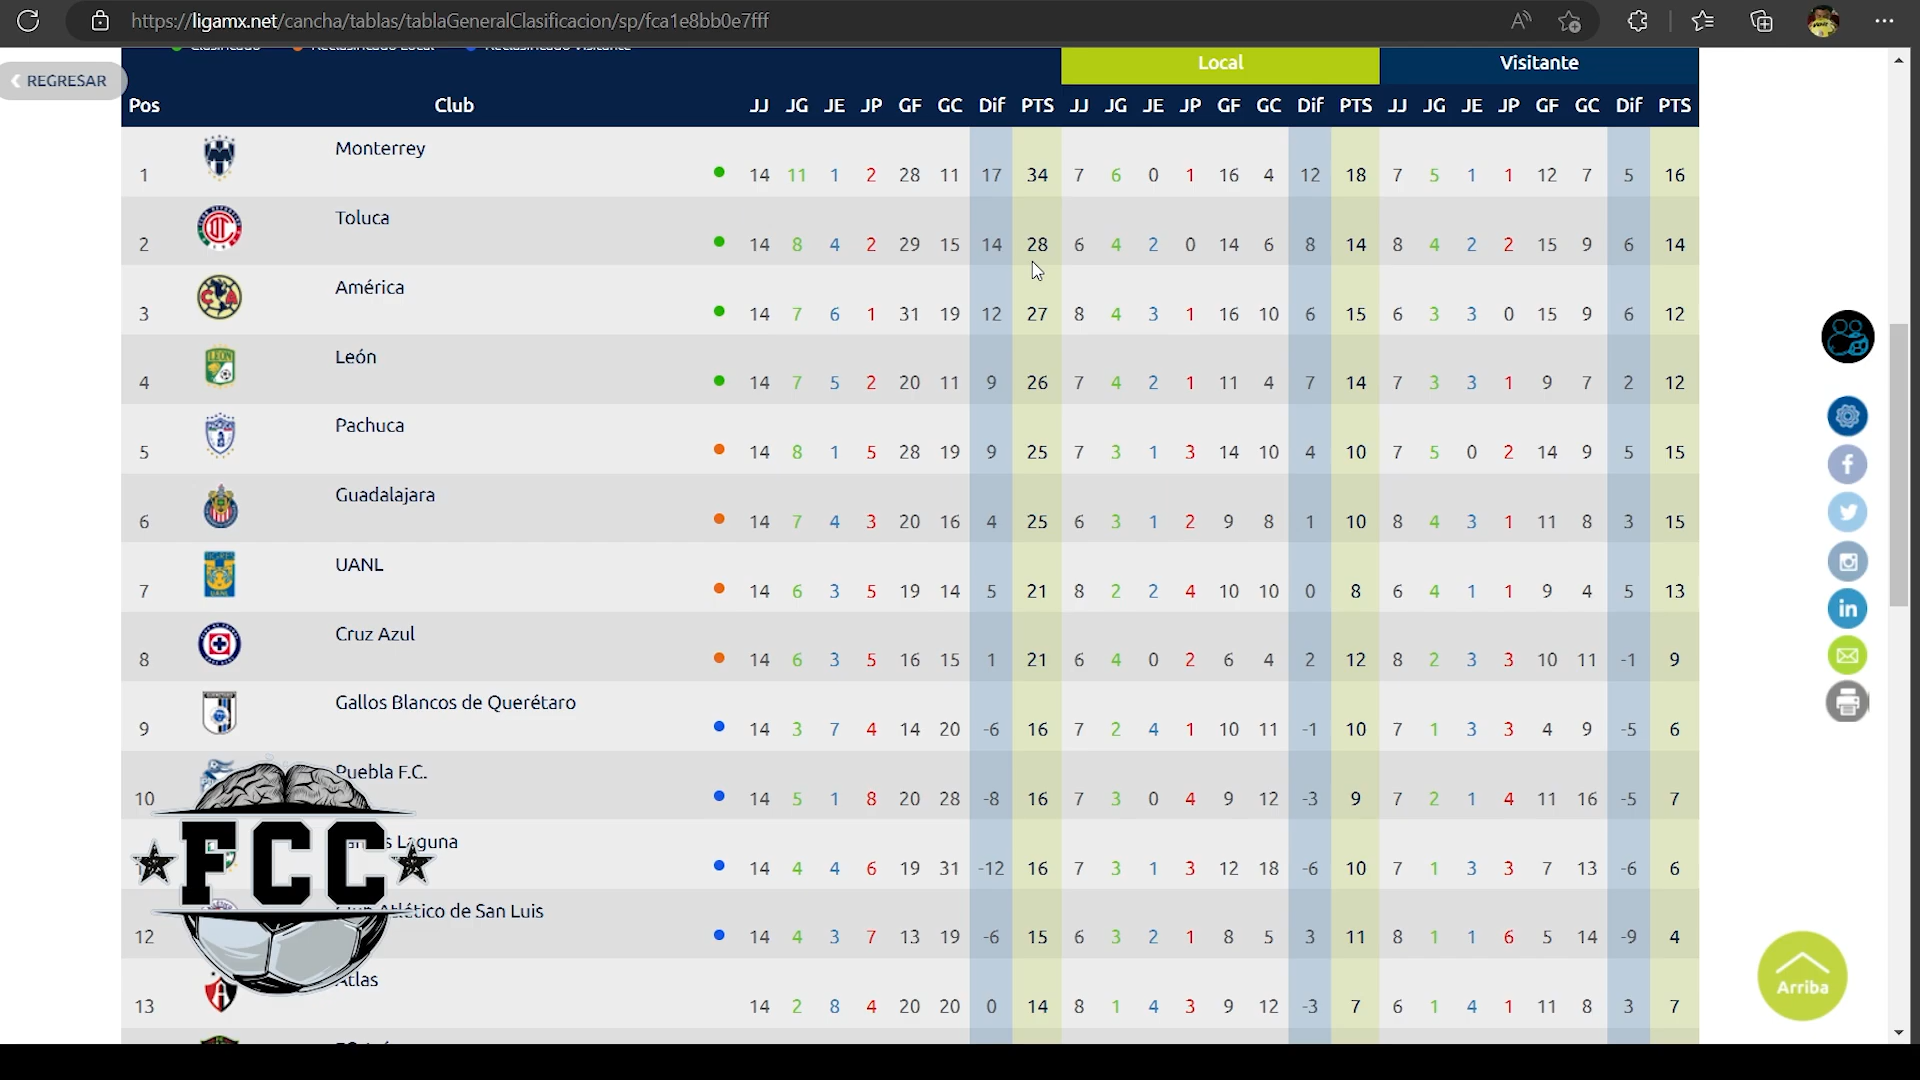 https://ligamx.net/cancha/tablas/tablaGeneralClasificacion/sp/fca1e8bb0e7fff
REGRESAR
Local Visitante
Pos Club JJ JG JE JP GF GC Dif PTS JJ JG JE JP GF GC Dif PTS JJ JG JE JP GF GC Dif PTS
1 Monterrey 14 11 1 2 28 11 17 34 7 6 0 1 16 4 12 18 7 5 1 1 12 7 5 16
2 Toluca 14 8 4 2 29 15 14 28 6 4 2 0 14 6 8 14 8 4 2 2 15 9 6 14
3 América 14 7 6 1 31 19 12 27 8 4 3 1 16 10 6 15 6 3 3 0 15 9 6 12
4 León 14 7 5 2 20 11 9 26 7 4 2 1 11 4 7 14 7 3 3 1 9 7 2 12
5 Pachuca 14 8 1 5 28 19 9 25 7 3 1 3 14 10 4 10 7 5 0 2 14 9 5 15
6 Guadalajara 14 7 4 3 20 16 4 25 6 3 1 2 9 8 1 10 8 4 3 1 11 8 3 15
7 UANL 14 6 3 5 19 14 5 21 8 2 2 4 10 10 0 8 6 4 1 1 9 4 5 13
8 Cruz Azul 14 6 3 5 16 15 1 21 6 4 0 2 6 4 2 12 8 2 3 3 10 11 -1 9
9 Gallos Blancos de Querétaro 14 3 7 4 14 20 -6 16 7 2 4 1 10 11 -1 10 7 1 3 3 4 9 -5 6
10 Puebla F.C. 14 5 1 8 20 28 -8 16 7 3 0 4 9 12 -3 9 7 2 1 4 11 16 -5 7
Laguna 14 4 4 6 19 31 -12 16 7 3 1 3 12 18 -6 10 7 1 3 3 7 13 -6 6
12 Atlético de San Luis 14 4 3 7 13 19 -6 15 6 3 2 1 8 5 3 11 8 1 1 6 5 14 -9 4
13 Atlas 14 2 8 4 20 20 0 14 8 1 4 3 9 12 -3 7 6 1 4 1 11 8 3 7
FCC
Arriba